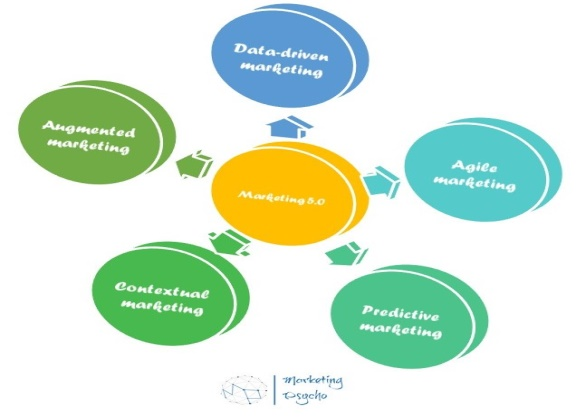 Data-driven
marketing
Augmented
marketing
Agile
marketing
Marketing 5.0
Contextual
marketing
Predictive
marketing
Marketing
Psycho